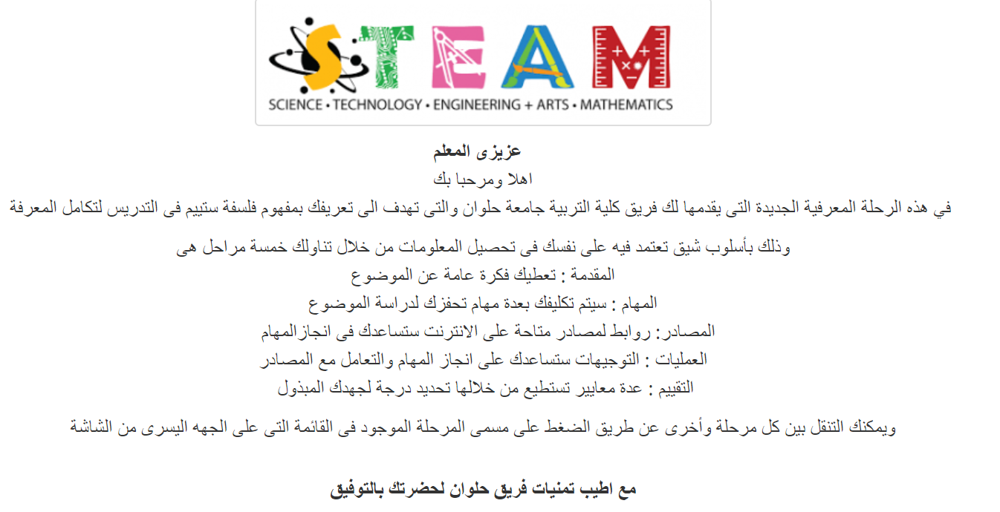 STEAM
SCIENCE • TECHNOLOGY • ENGINEERING + ARTS • MATHEMATICS
عزيزى المعلم
اهلا ومرحبا بك
في هذه الرحلة المعرفية الجديدة التى يقدمها لك فريق كلية التربية جامعة حلوان والتى تهدف الى تعريفك بمفهوم فلسفة ستييم فى التدريس لتكامل المعرفة
وذلك بأسلوب شيق تعتمد فيه على نفسك فى تحصيل المعلومات من خلال تناولك خمسة مراحل هى
المقدمة : تعطيك فكرة عامة عن الموضوع
المهام : سيتم تكليفك بعدة مهام تحفزك لدراسة الموضوع
المصادر: روابط لمصادر متاحة على الانترنت ستساعدك فى انجازالمهام
العمليات : التوجيهات ستساعدك على انجاز المهام والتعامل مع المصادر
التقييم : عدة معايير تستطيع من خلالها تحديد درجة لجهدك المبذول
ويمكنك التنقل بين كل مرحلة وأخرى عن طريق الضغط على مسمى المرحلة الموجود فى القائمة التى على الجهه اليسرى من الشاشة
مع اطيب تمنيات فريق حلوان لحضرتك بالتوفيق